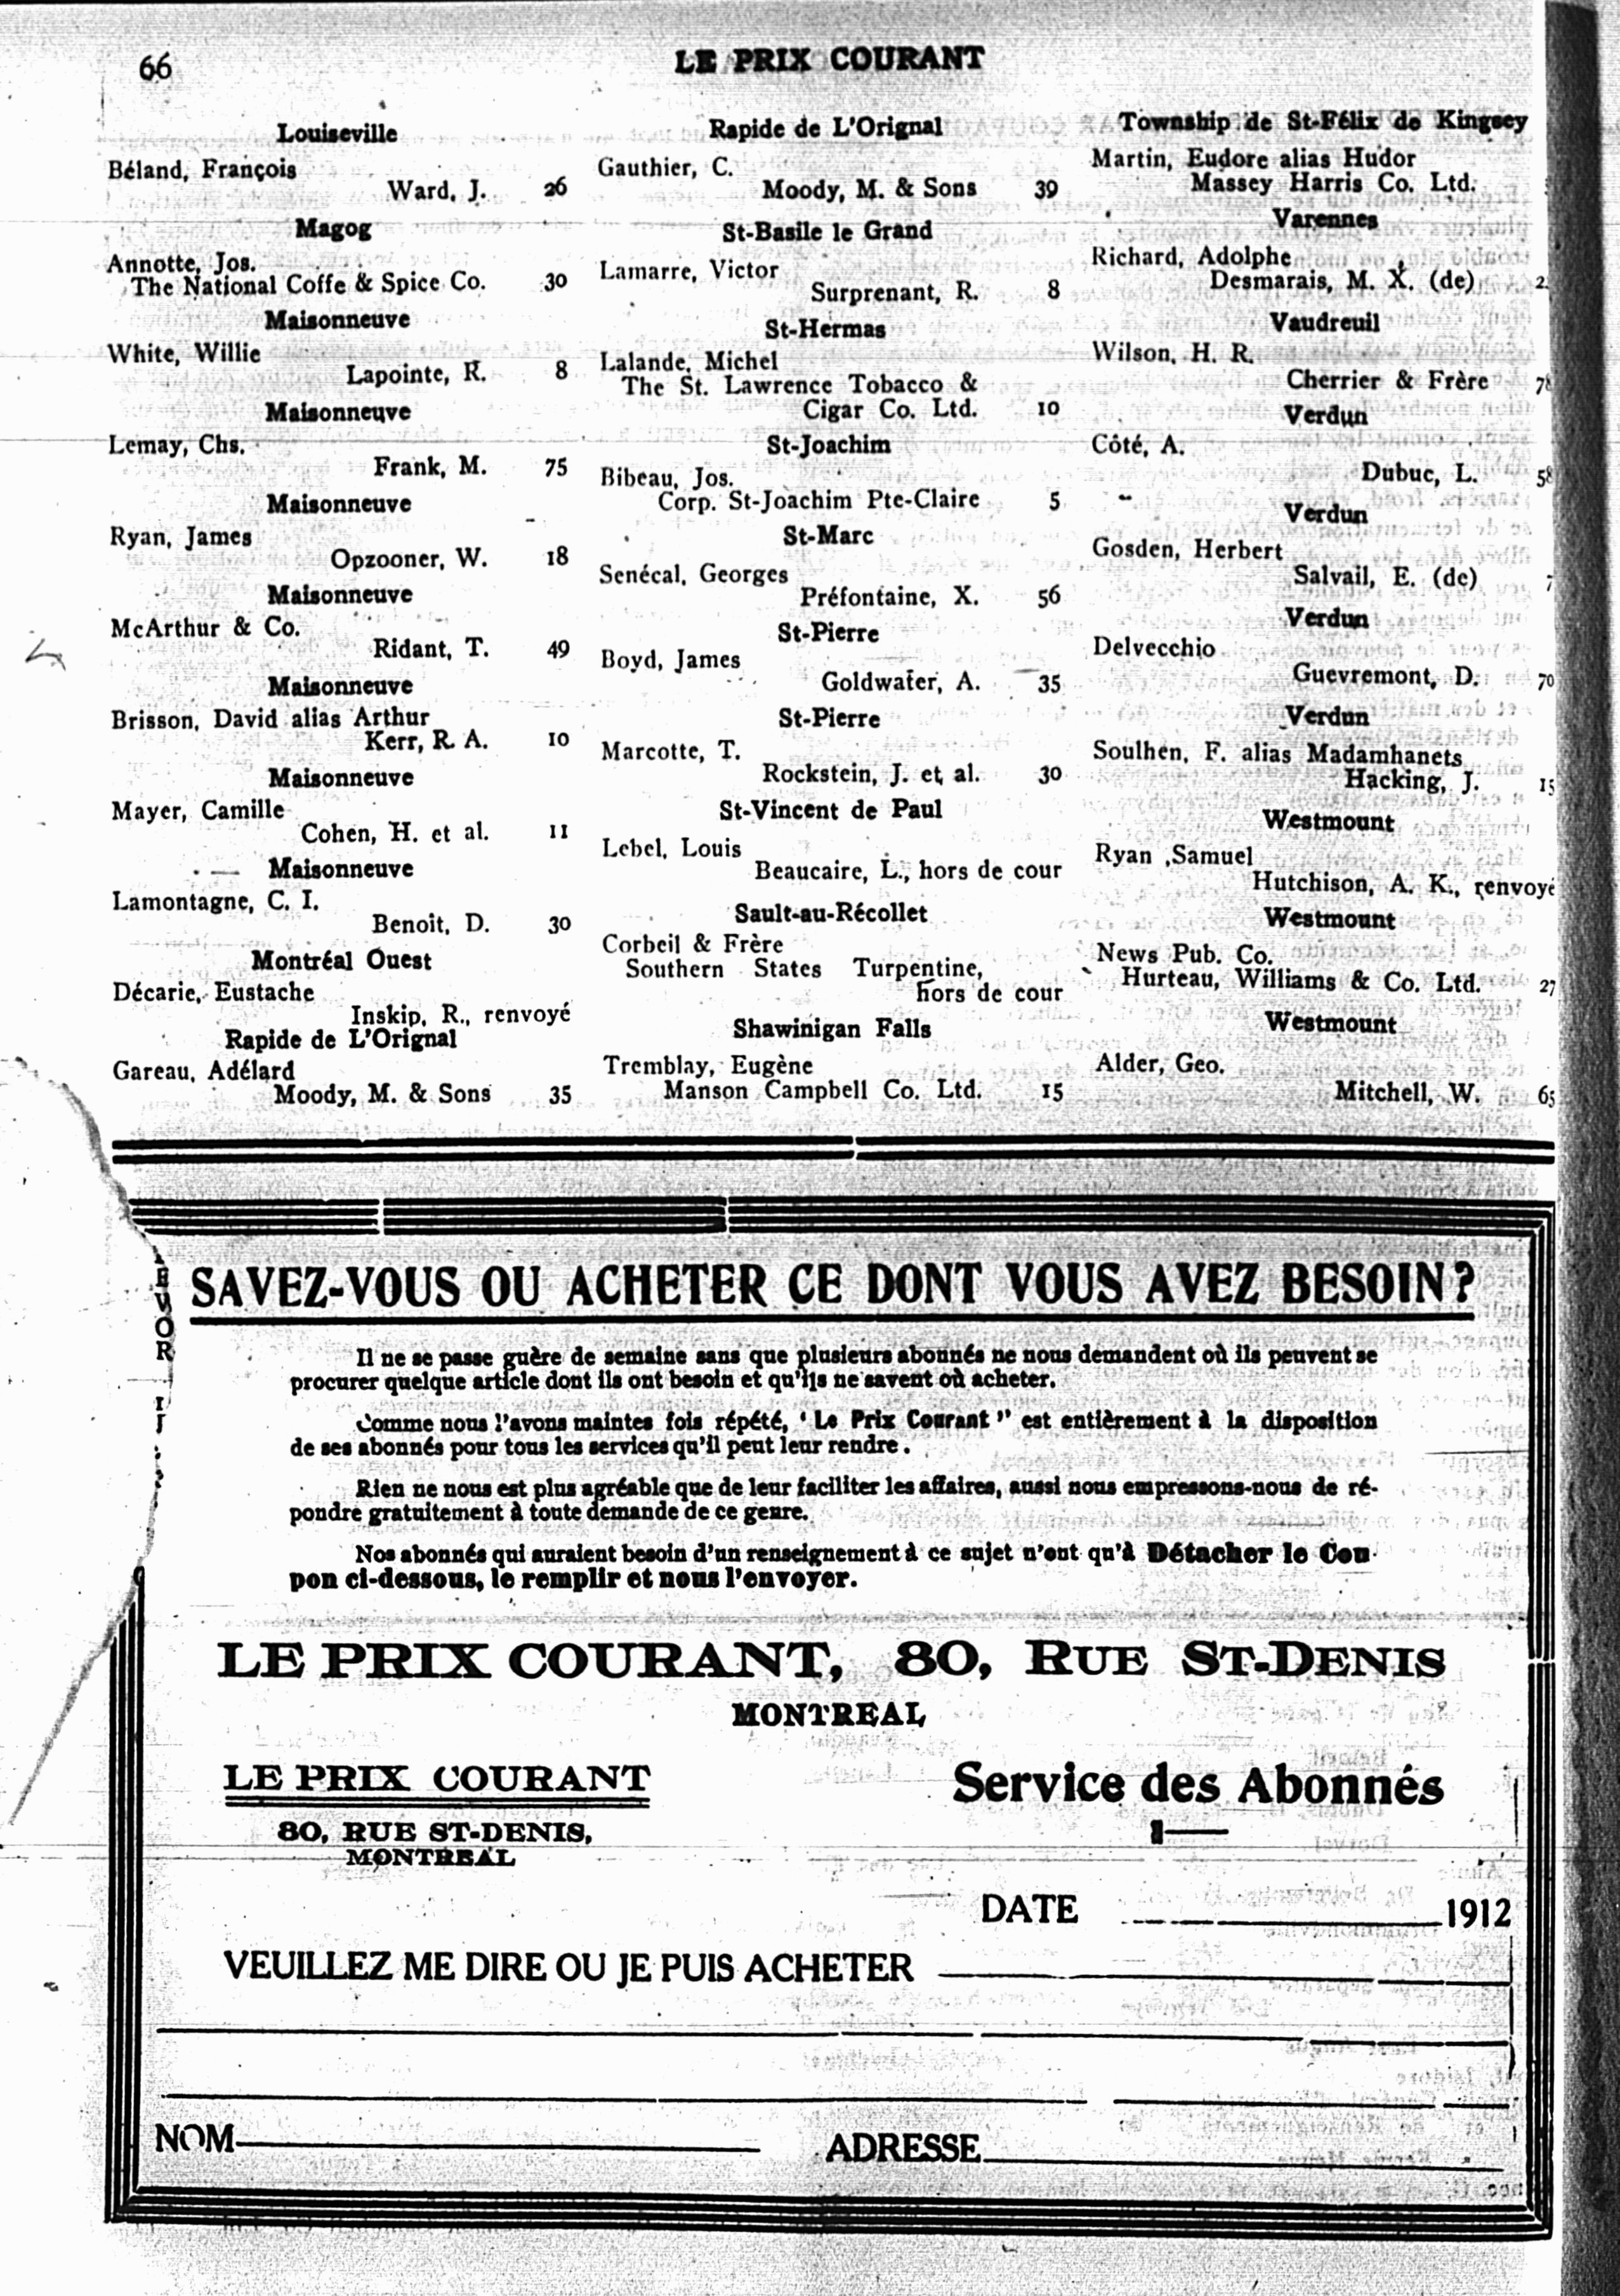 66
LE PRIX COURANT
Louiseville
Béland, François
Ward, J. 26
Magog
Annotte, Jos.
The National Coffe & Spice Co. 30
Maisonneuve
White, Willie
Lapointe, R. 8
Maisonneuve
Lemay, Chs.
Frank, M. 75
Maisonneuve
Ryan, James
Opzooner, W. 18
Maisonneuve
McArthur & Co.
Ridant, T. 49
Maisonneuve
Brisson, David alias Arthur
Kerr, R. A. 10
Maisonneuve
Mayer, Camille
Cohen, H. et al. 11
Maisonneuve
Lamontagne, C. I.
Benoit, D. 30
Montréal Ouest
Décarie, Eustache
Inskip, R., renvoyé
Rapide de L'Orignal
Gareau, Adélard
Moody, M. & Sons 35
Rapide de L'Orignal
Gauthier, C.
Moody, M. & Sons 39
St-Basile le Grand
Lamarre, Victor
Surprenant, R. 8
St-Hermas
Lalande, Michel
The St. Lawrence Tobacco &
Cigar Co. Ltd. 10
St-Joachim
Bibeau, Jos.
Corp. St-Joachim Pte-Claire 5
St-Marc
Senécal, Georges
Préfontaine, X. 56
St-Pierre
Boyd, James
Goldwater, A. 35
St-Pierre
Marcotte, T.
Rockstein, J. et al. 30
St-Vincent de Paul
Lebel, Louis
Beaucaire, L., hors de cour
Sault-au-Récollet
Corbeil & Frère
Southern States Turpentine,
hors de cour
Shawinigan Falls
Tremblay, Eugène
Manson Campbell Co. Ltd. 15
Township de St-Félix de Kingsey
Martin, Eudore alias Hudor
Massey Harris Co. Ltd.
Varennes
Richard, Adolphe
Desmarais, M. X. (de)
Vaudreuil
Wilson, H. R.
Cherrier & Frère
Verdun
Côté, A.
Dubuc, L.
Verdun
Gosden, Herbert
Salvail, E. (de)
Verdun
Delvecchio
Guevremont, D. 70
Verdun
Soulhen, F. alias Madamhanets
Hacking, J. 15
Westmount
Ryan ,Samuel
Hutchison, A. K., renvoyé
Westmount
News Pub. Co.
Hurteau, Williams & Co. Ltd. 27
Westmount
Alder, Geo.
Mitchell, W. 65
SAVEZ-VOUS OU ACHETER CE DONT VOUS AVEZ BESOIN?
Il ne se passe guère de semaine sans que plusieurs abonnés ne nous demandent où ils peuvent se
procurer quelque article dont ils ont besoin et qu'ils ne savent où acheter.
Comme nous l'avons maintes fois répété, ‘ Le Prix Courant ” est entièrement à la disposition
de ses abonnés pour tous les services qu'il peut leur rendre .
Rien ne nous est plus agréable que de leur faciliter les affaires, aussi nous empressons-nous de ré-
pondre gratuitement à toute demande de ce genre.
Nos abonnés qui auraient besoin d'un renseignement à ce sujet n'ont qu'à Détacher le Cou-
pon ci-dessous, le remplir et nous l'envoyer.
LE PRIX COURANT, 80, RUE ST-DENIS
MONTREAL
LE PRIX COURANT
80, RUE ST-DENIS,
MONTREAL
Service des Abonnés
DATE 1912
VEUILLEZ ME DIRE OU JE PUIS ACHETER
NOM
ADRESSE